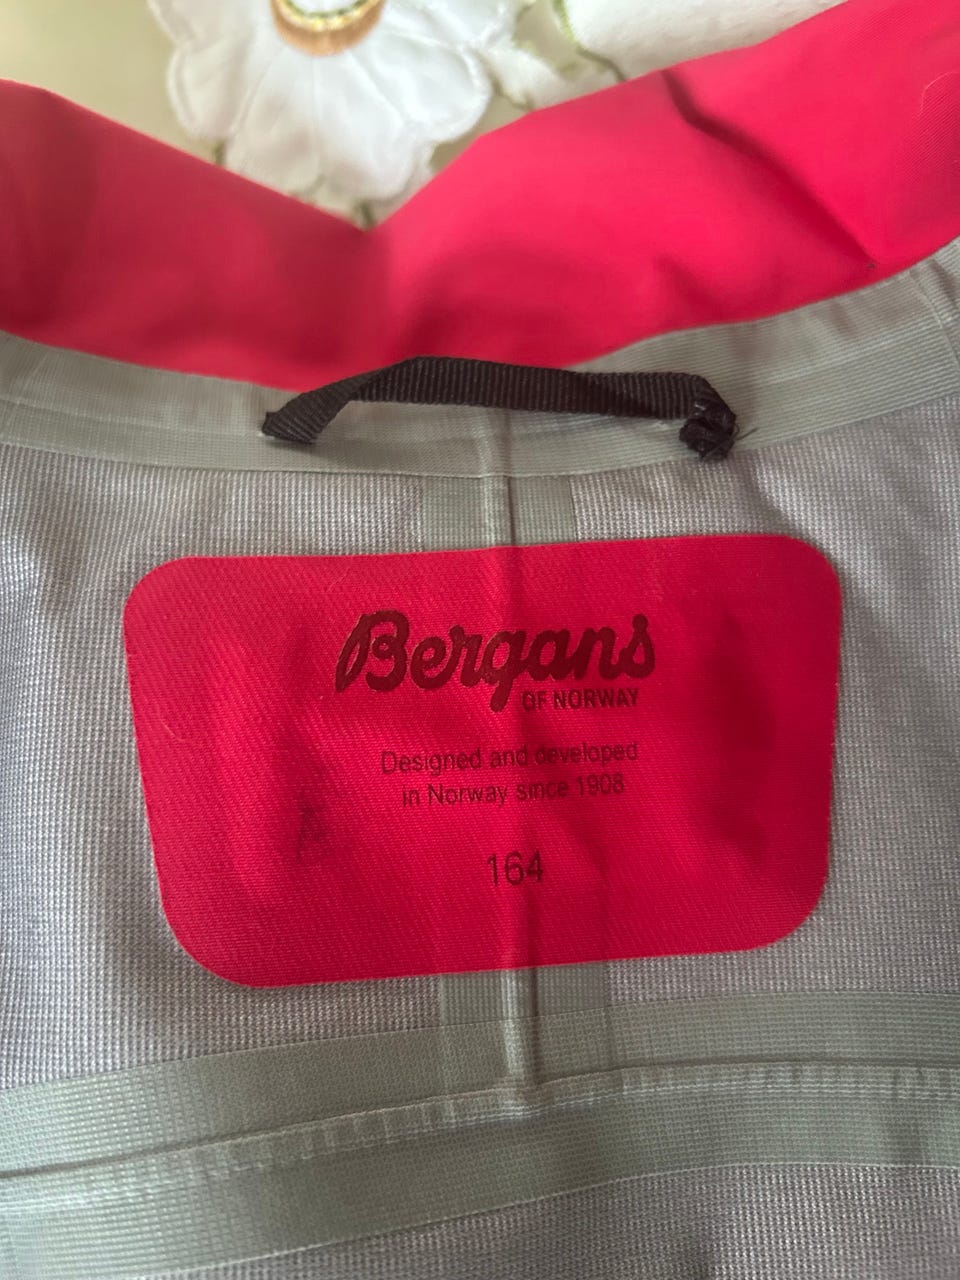 Bergans
OF NORWAY
Designed and developed
in Norway since 1908
164